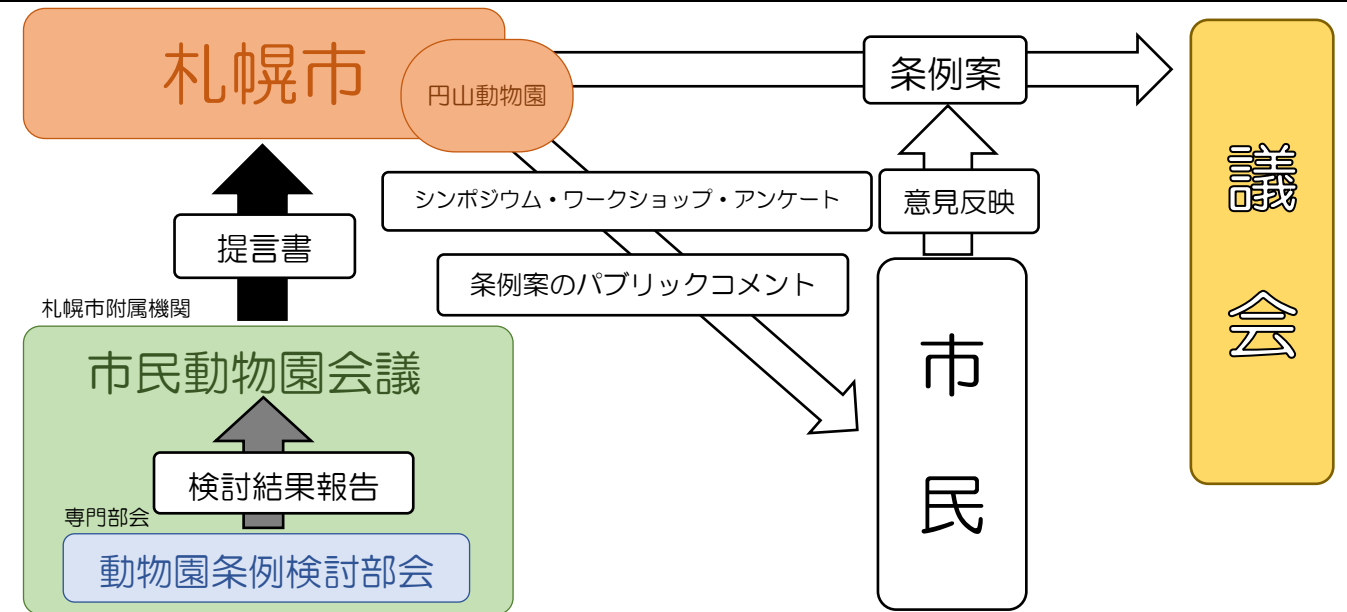 札幌市
円山動物園
条例案
議会
シンポジウム・ワークショップ・アンケート
意見反映
提言書
条例案のパブリックコメント
札幌市附属機関
市民動物園会議
市民
検討結果報告
専門部会
動物園条例検討部会